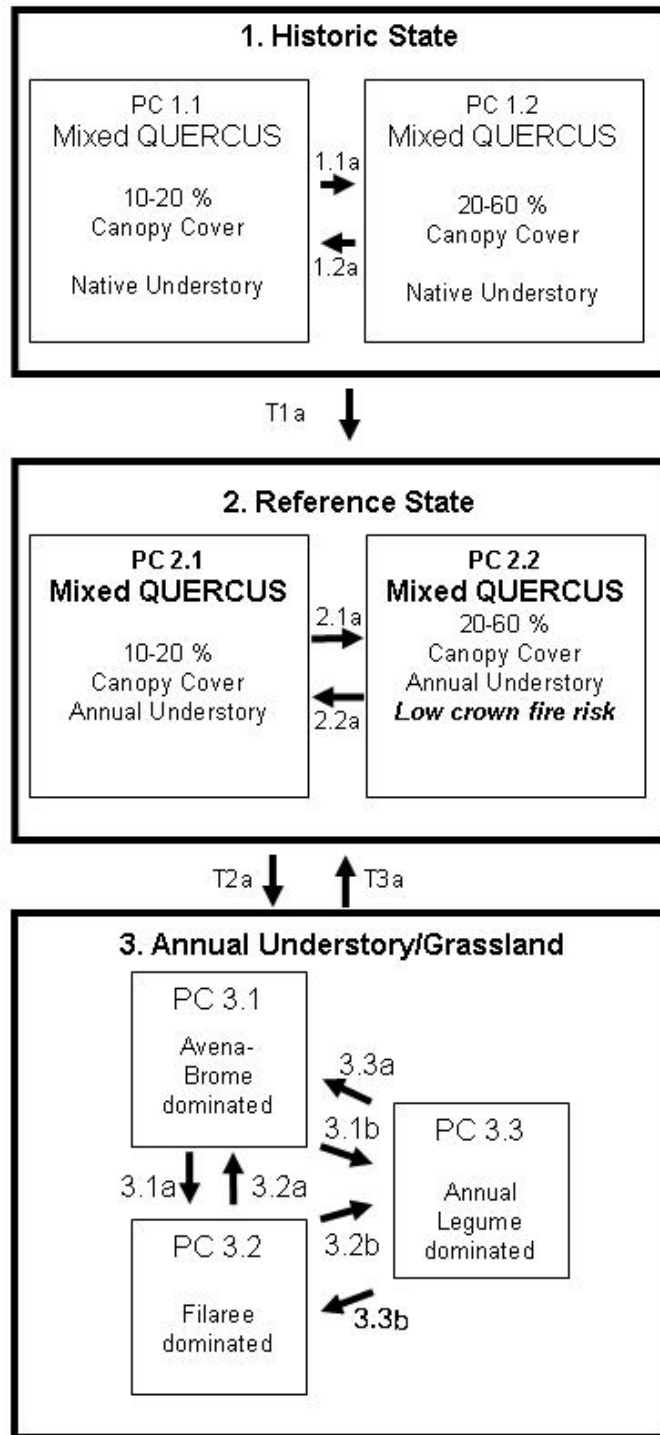 1. Historic State
PC 1.1
Mixed QUERCUS
10-20 %
Canopy Cover
Native Understory
1.1a
1.2a
PC 1.2
Mixed QUERCUS
20-60 %
Canopy Cover
Native Understory
T1a
2. Reference State
PC 2.1
Mixed QUERCUS
10-20 %
Canopy Cover
Annual Understory
2.1a
2.2a
PC 2.2
Mixed QUERCUS
20-60 %
Canopy Cover
Annual Understory
Low crown fire risk
T2a
T3a
3. Annual Understory/Grassland
PC 3.1
Avena-
Brome
dominated
3.3a
3.1b
3.1a
3.2a
PC 3.3
Annual
Legume
dominated
PC 3.2
Filaree
dominated
3.2b
3.3b